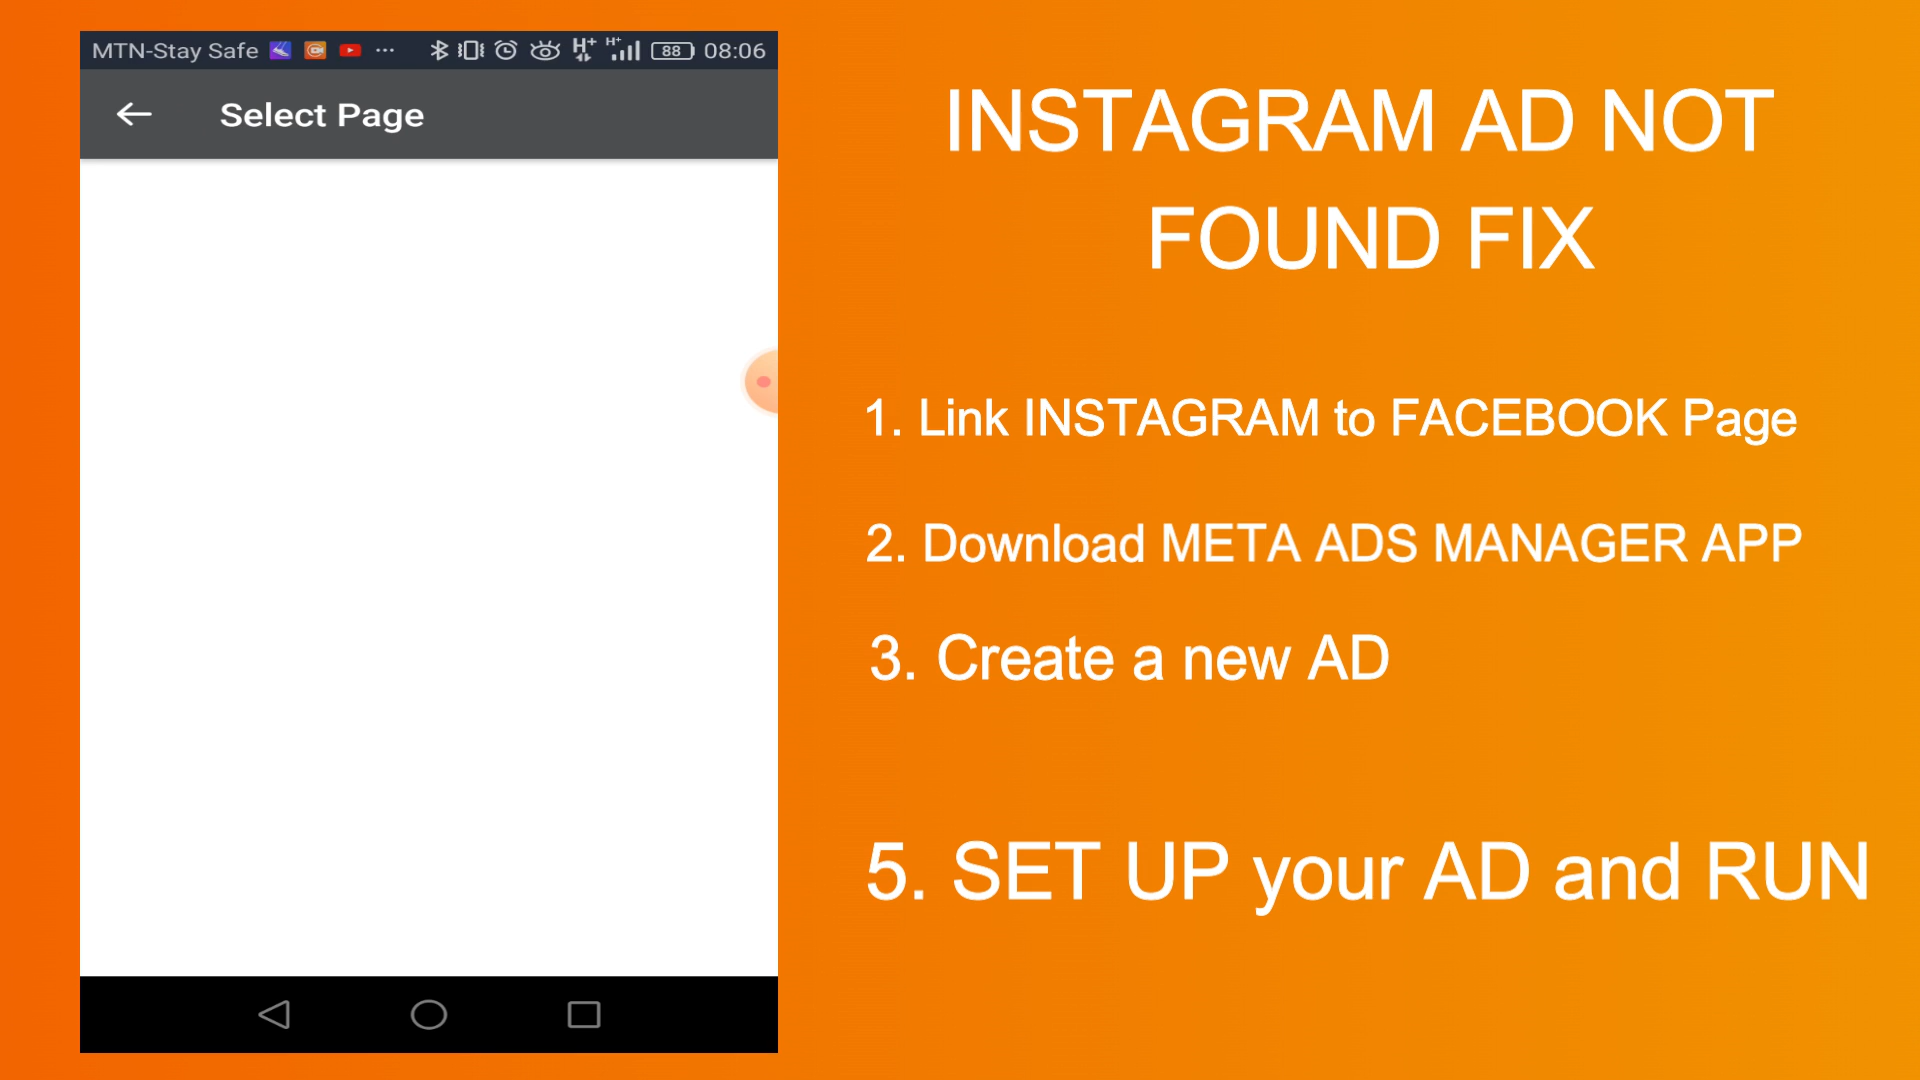 MTN-Stay Safe
H+
H+
88
08:06
Select Page
INSTAGRAM AD NOT
FOUND FIX
1. Link INSTAGRAM to FACEBOOK Page
2. Download META ADS MANAGER APP
3. Create a new AD
5. SET UP your AD and RUN